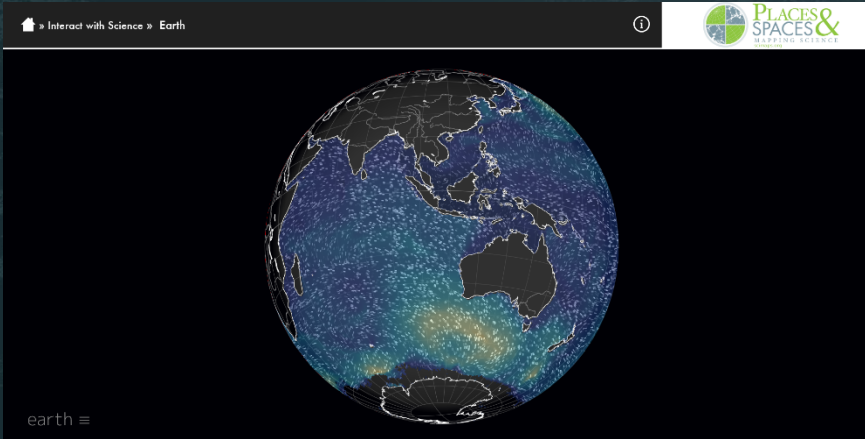 » Interact with Science » Earth
PLACES &
SPACES
MAPPING SCIENCE
earth ≡